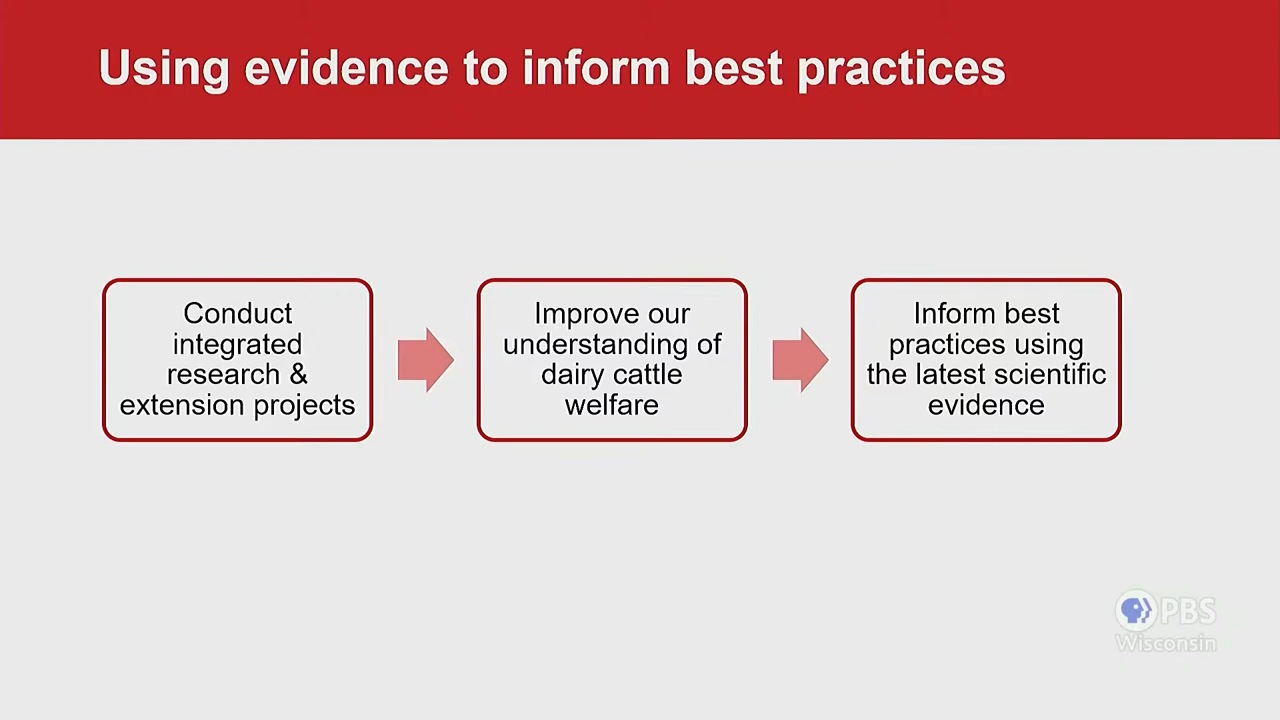 Using evidence to inform best practices
Conduct
integrated
research &
extension projects
Improve our
understanding of
dairy cattle
welfare
Inform best
practices using
the latest scientific
evidence
PBS
Wisconsin